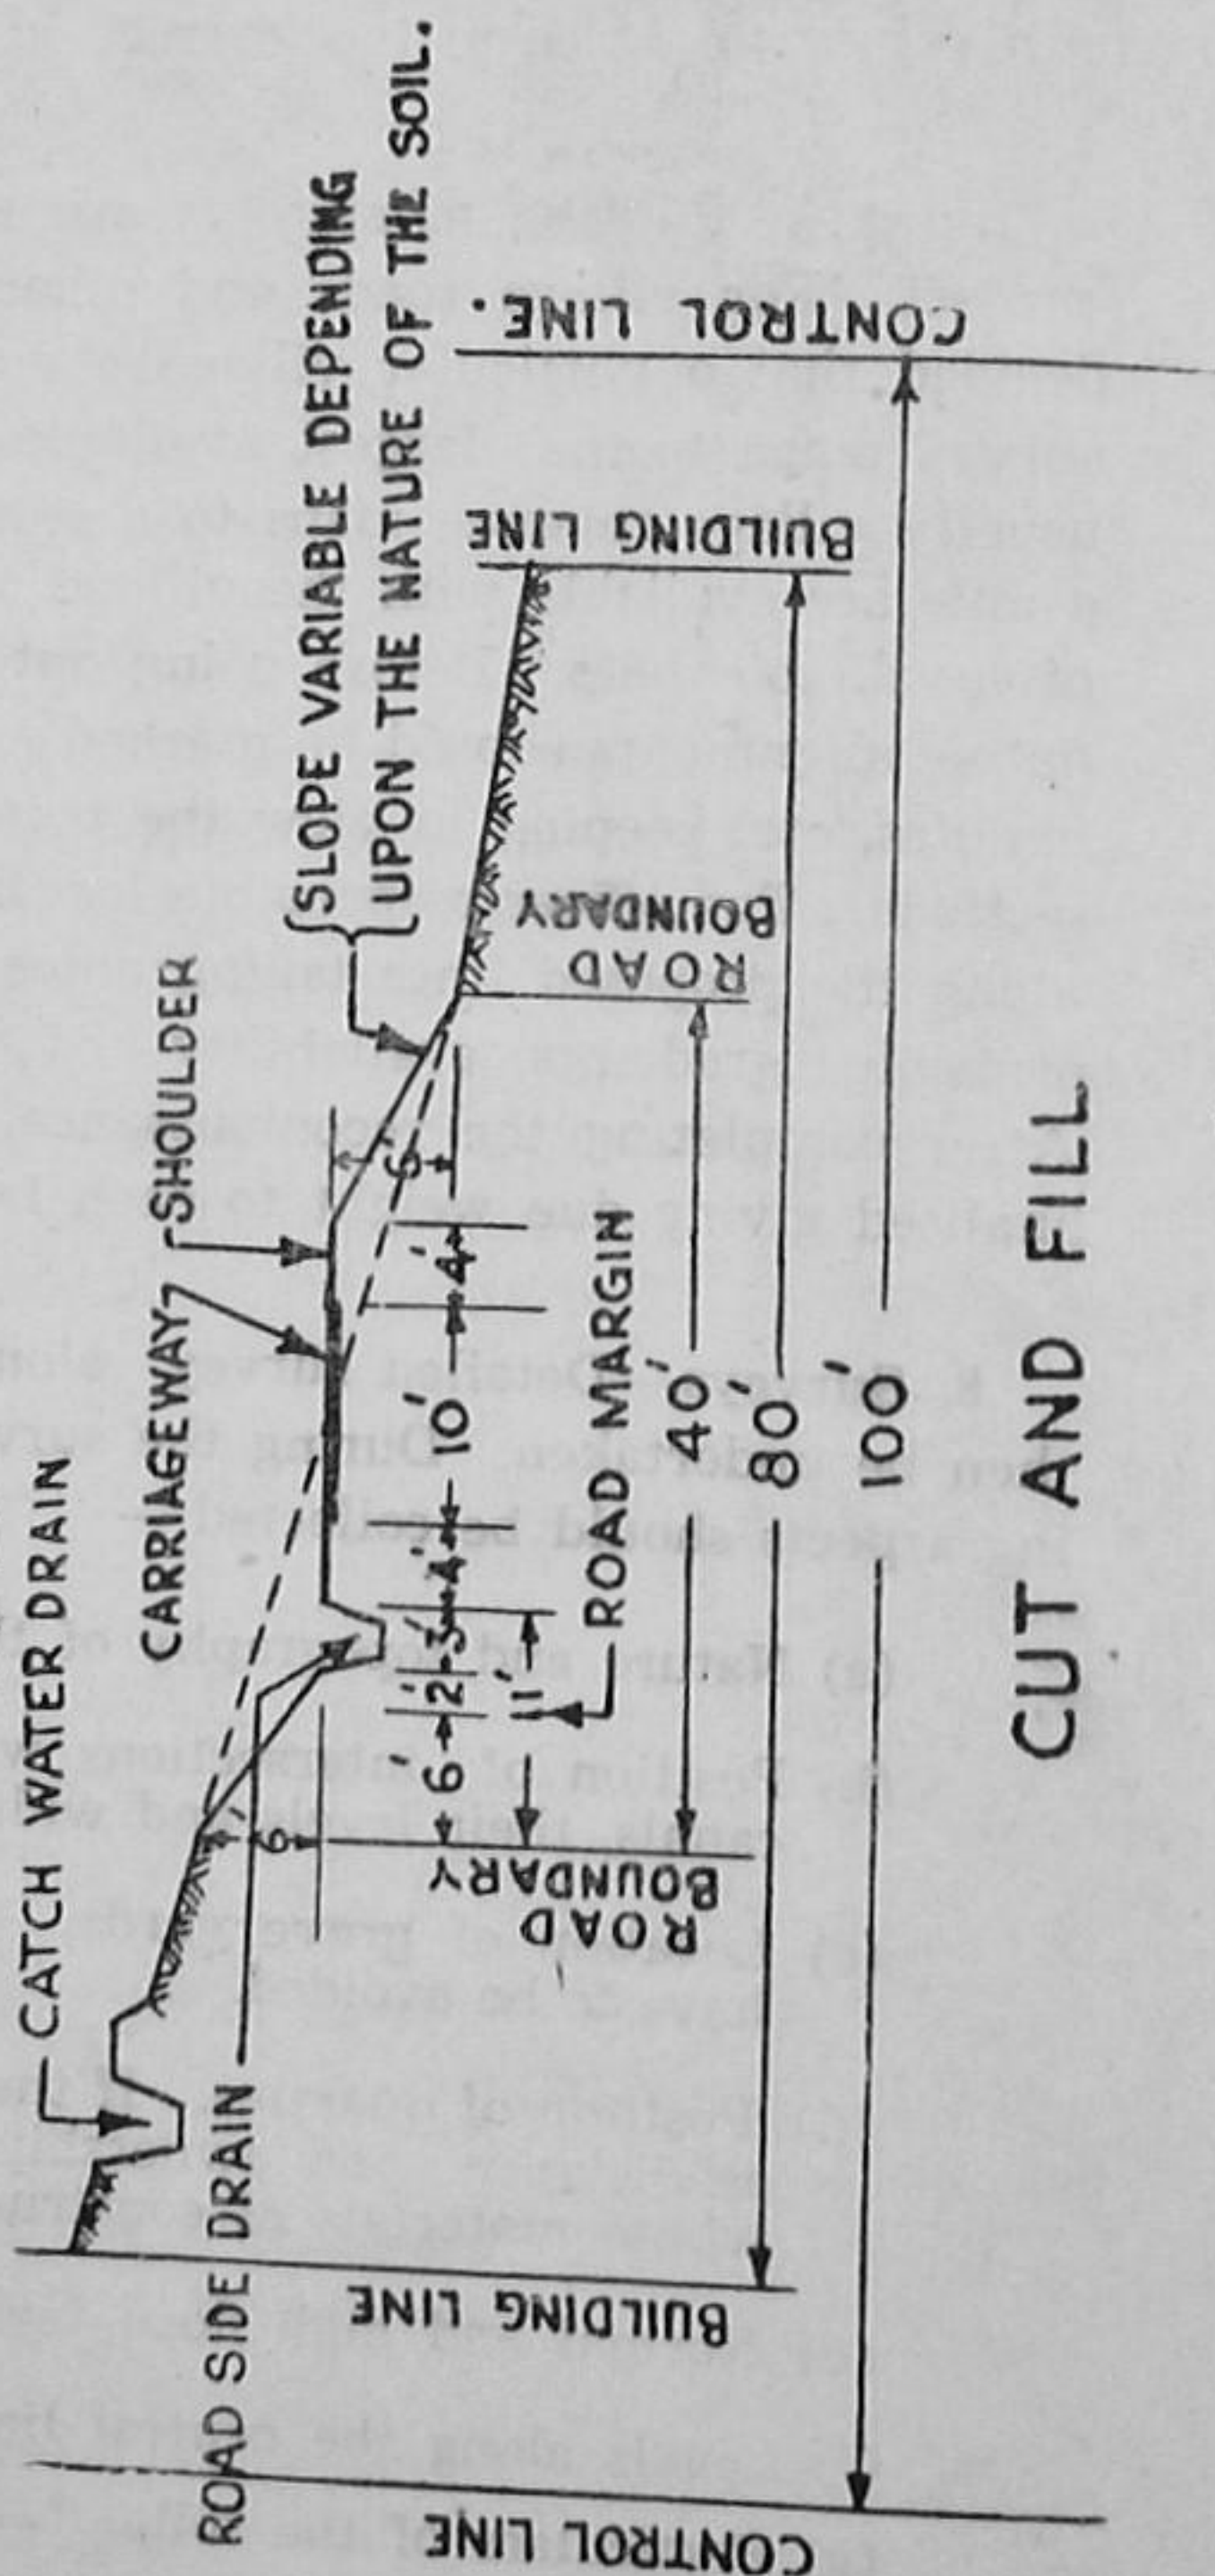 CATCH WATER DRAIN
CARRIAGEWAY
SHOULDER
{SLOPE VARIABLE DEPENDING
UPON THE NATURE OF THE SOIL.
ROAD SIDE DRAIN
6'
6'
6'
2'
3'
4'
10'
4'
11'
ROAD MARGIN
ROAD
BOUNDARY
ROAD
BOUNDARY
40'
BUILDING LINE
BUILDING LINE
80'
CONTROL LINE
CONTROL LINE.
100'
CUT AND FILL